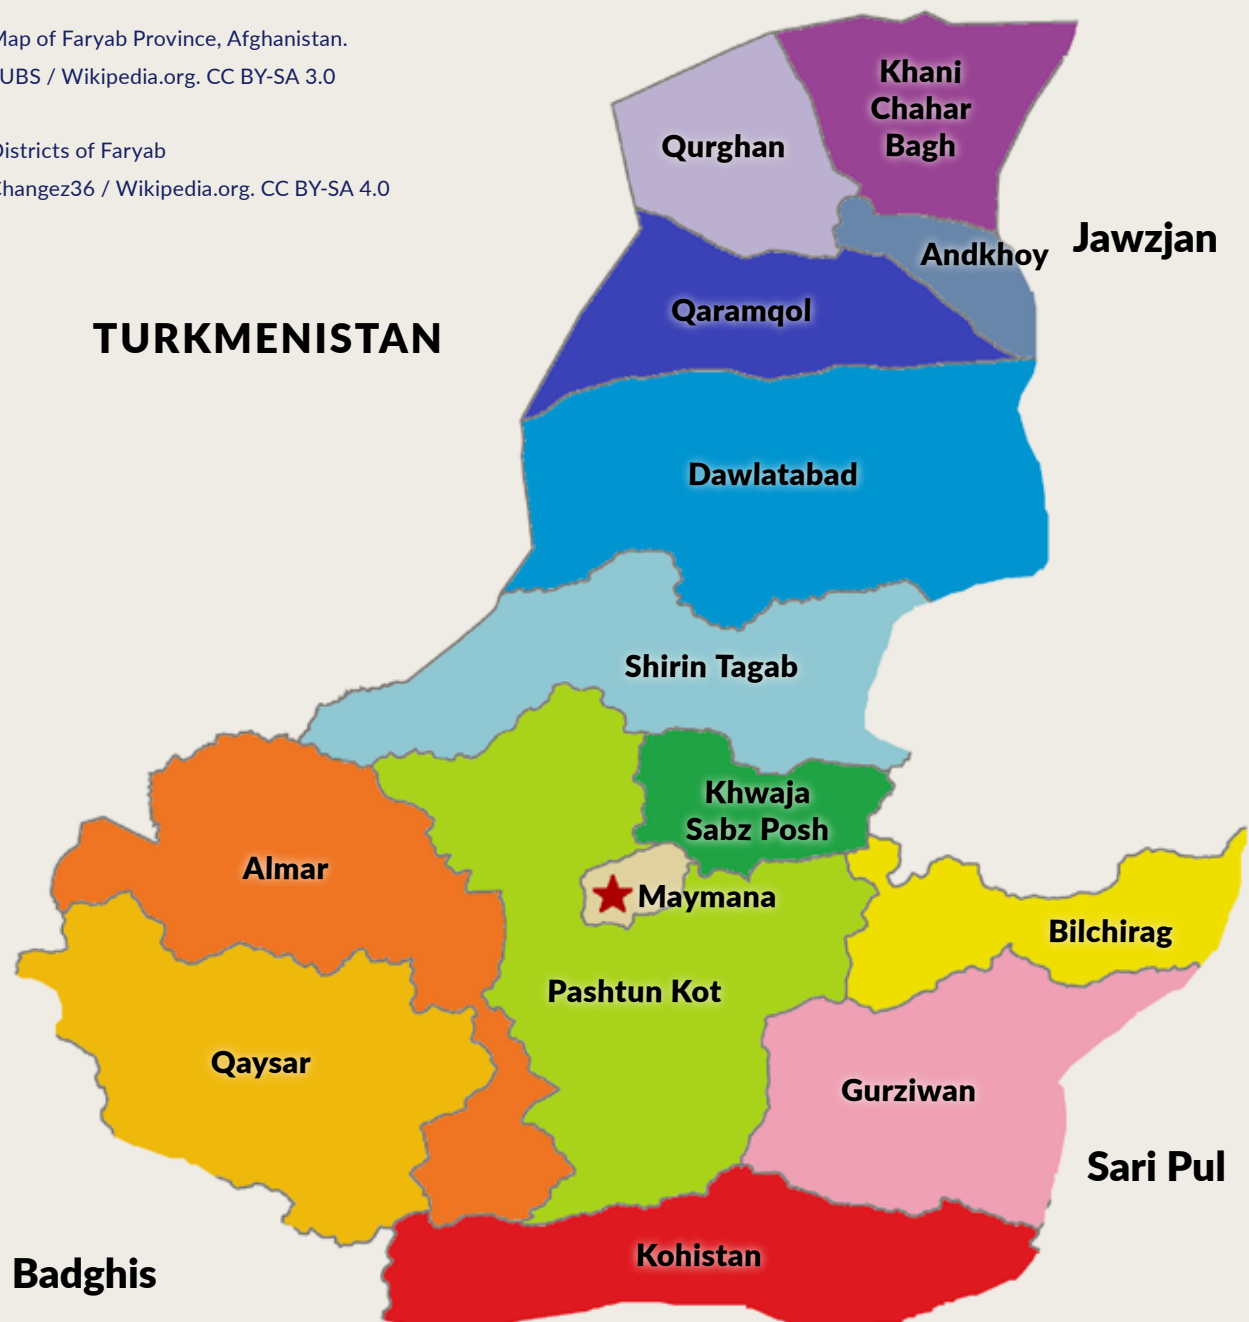 Map of Faryab Province, Afghanistan.
UBS / Wikipedia.org. CC BY-SA 3.0
Districts of Faryab
Changez36 / Wikipedia.org. CC BY-SA 4.0
Khani
Chahar
Bagh
Qurghan
Jawzjan
Andkhoy
Qaramqol
TURKMENISTAN
Dawlatabad
Shirin Tagab
Khwaja
Sabz Posh
Almar
Maymana
Bilchirag
Pashtun Kot
Qaysar
Gurziwan
Sari Pul
Kohistan
Badghis